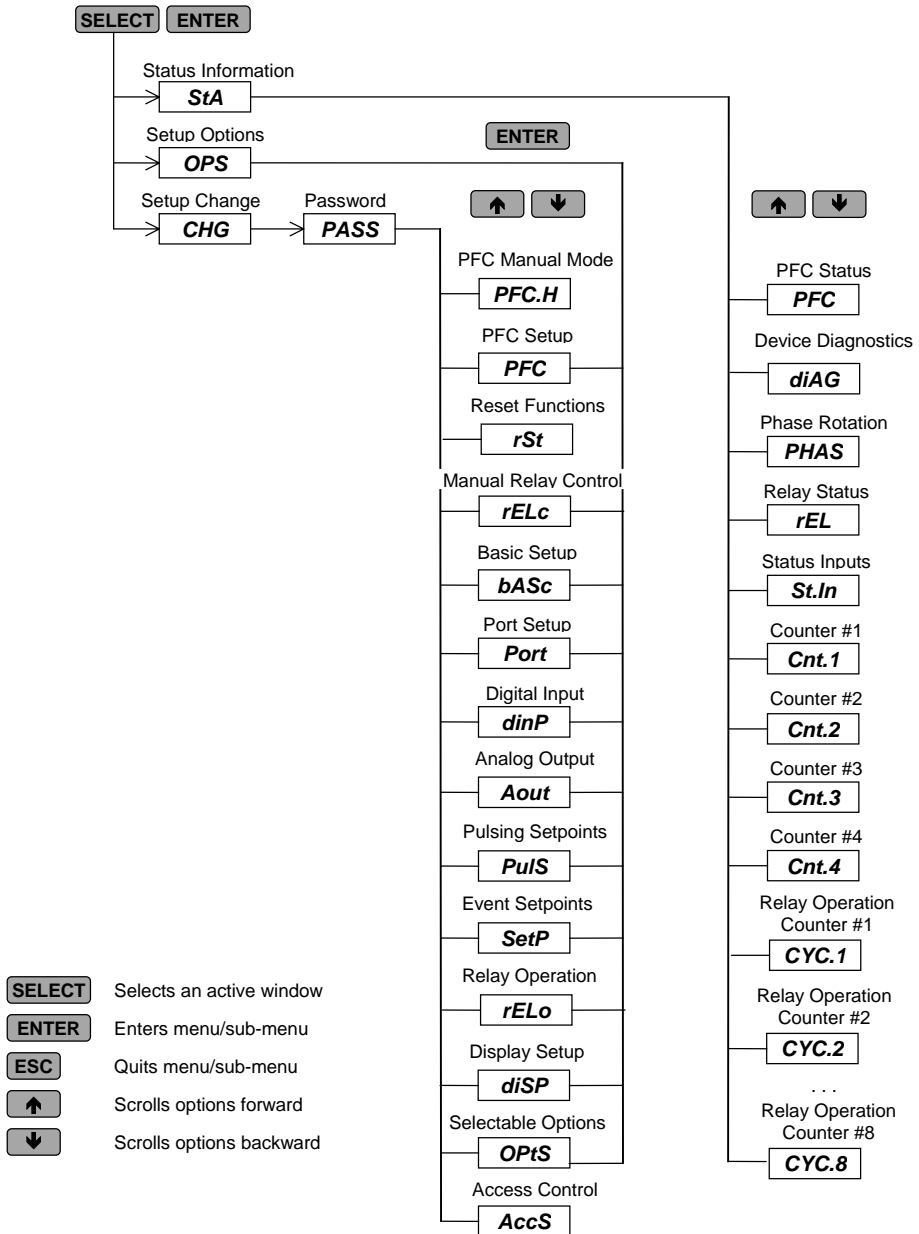 SELECT ENTER
Status Information
StA
Setup Options
OPS
ENTER
Setup Change
CHG
Password
PASS
PFC Manual Mode
PFC.H
PFC Setup
PFC
Reset Functions
rSt
Manual Relay Control
rELc
Basic Setup
bASc
Port Setup
Port
Digital Input
dinP
Analog Output
Aout
Pulsing Setpoints
PulS
Event Setpoints
SetP
Relay Operation
rELo
Display Setup
diSP
Selectable Options
OPtS
Access Control
AccS
PFC Status
PFC
Device Diagnostics
diAG
Phase Rotation
PHAS
Relay Status
rEL
Status Inputs
St.In
Counter #1
Cnt.1
Counter #2
Cnt.2
Counter #3
Cnt.3
Counter #4
Cnt.4
Relay Operation
Counter #1
CYC.1
Relay Operation
Counter #2
CYC.2
. . .
Relay Operation
Counter #8
CYC.8
SELECT Selects an active window
ENTER Enters menu/sub-menu
ESC Quits menu/sub-menu
🡹 Scrolls options forward
🡻 Scrolls options backward